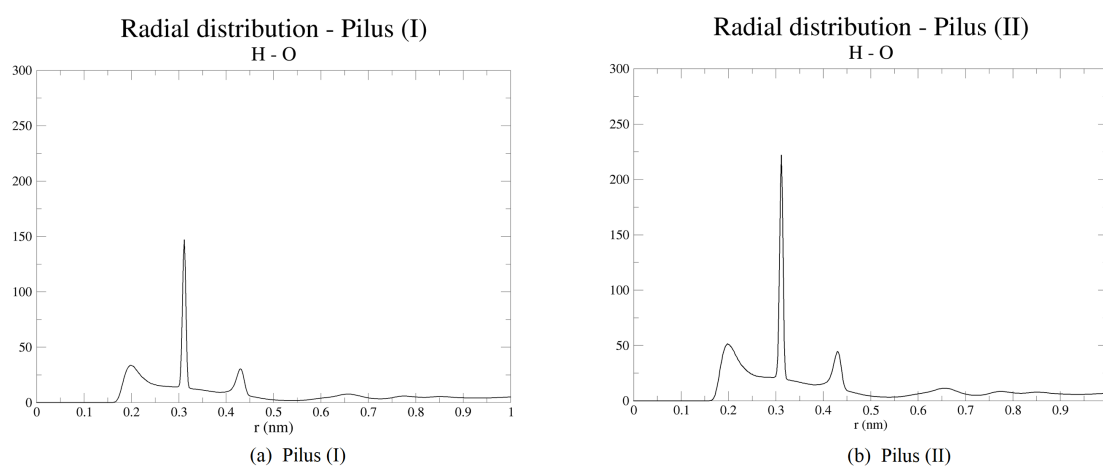 Radial distribution - Pilus (I)
H - O
300
250
200
150
100
50
0
0 0.1 0.2 0.3 0.4 0.5 0.6 0.7 0.8 0.9 1
r (nm)
(a) Pilus (I)
Radial distribution - Pilus (II)
H - O
300
250
200
150
100
50
0
0 0.1 0.2 0.3 0.4 0.5 0.6 0.7 0.8 0.9
r (nm)
(b) Pilus (II)